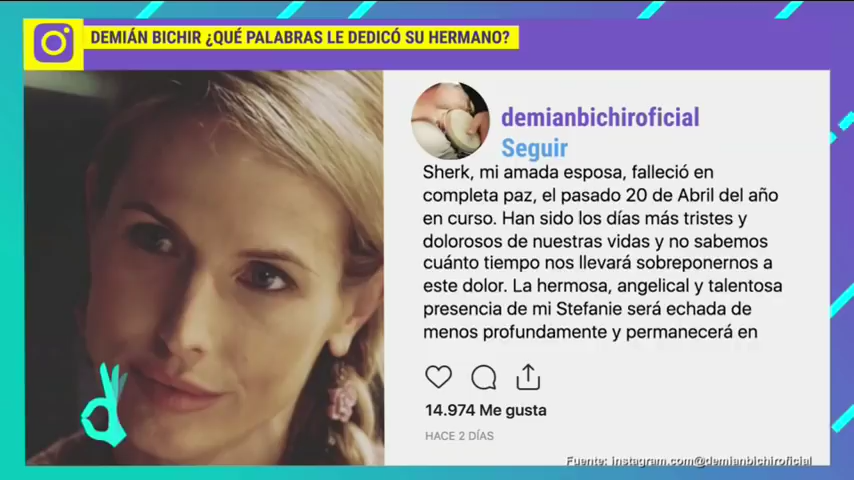 DEMIÁN BICHIR ¿QUÉ PALABRAS LE DEDICÓ SU HERMANO?
demianbichiroficial
Seguir
Sherk, mi amada esposa, falleció en
completa paz, el pasado 20 de Abril del año
en curso. Han sido los días más tristes y
dolorosos de nuestras vidas y no sabemos
cuánto tiempo nos llevará sobreponernos a
este dolor. La hermosa, angelical y talentosa
presencia de mi Stefanie será echada de
menos profundamente y permanecerá en
14.974 Me gusta
HACE 2 DÍAS
Fuente: instagram.com@demianbichiroficial